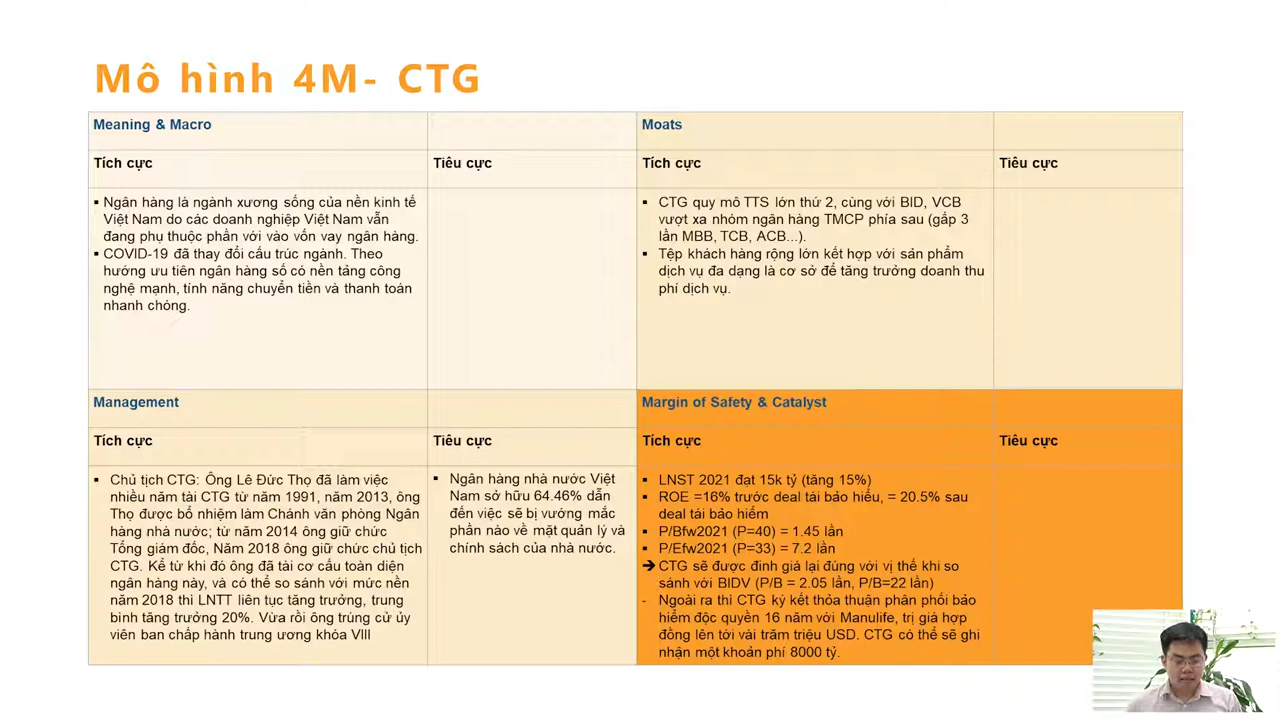 Mô hình 4M- CTG
Meaning & Macro
Tích cực
Tiêu cực
▪ Ngân hàng là ngành xương sống của nền kinh tế
Việt Nam do các doanh nghiệp Việt Nam vẫn
đang phụ thuộc phần với vào vốn vay ngân hàng.
▪ COVID-19 đã thay đổi cấu trúc ngành. Theo
hướng ưu tiên ngân hàng số có nền tảng công
nghệ mạnh, tính năng chuyển tiền và thanh toán
nhanh chóng.
Moats
Tích cực
Tiêu cực
▪ CTG quy mô TTS lớn thứ 2, cùng với BID, VCB
vượt xa nhóm ngân hàng TMCP phía sau (gấp 3
lần MBB, TCB, ACB...).
▪ Tệp khách hàng rộng lớn kết hợp với sản phẩm
dịch vụ đa dạng là cơ sở để tăng trưởng doanh thu
phí dịch vụ.
Management
Tích cực
Tiêu cực
▪ Chủ tịch CTG: Ông Lê Đức Thọ đã làm việc
nhiều năm tài CTG từ năm 1991, năm 2013, ông
Thọ được bổ nhiệm làm Chánh văn phòng Ngân
hàng nhà nước; từ năm 2014 ông giữ chức
Tổng giám đốc, Năm 2018 ông giữ chức chủ tịch
CTG. Kể từ khi đó ông đã tái cơ cấu toàn diện
ngân hàng này, và có thể so sánh với mức nền
năm 2018 thì LNTT liên tục tăng trưởng, trung
bình tăng trưởng 20%. Vừa rồi ông trúng cử ủy
viên ban chấp hành trung ương khóa VIII
▪ Ngân hàng nhà nước Việt
Nam sở hữu 64.46% dẫn
đến việc sẽ bị vướng mắc
phần nào về mặt quản lý và
chính sách của nhà nước.
Margin of Safety & Catalyst
Tích cực
Tiêu cực
▪ LNST 2021 đạt 15k tỷ (tăng 15%)
▪ ROE =16% trước deal tái bảo hiểu, = 20.5% sau
deal tái bảo hiểm
▪ P/Bfw2021 (P=40) = 1.45 lần
▪ P/Efw2021 (P=33) = 7.2 lần
➔ CTG sẽ được đinh giá lại đúng với vị thế khi so
sánh với BIDV (P/B = 2.05 lần, P/B=22 lần)
- Ngoài ra thì CTG ký kết thỏa thuận phân phối bảo
hiểm độc quyền 16 năm với Manulife, trị giá hợp
đồng lên tới vài trăm triệu USD. CTG có thể sẽ ghi
nhận một khoản phí 8000 tỷ.